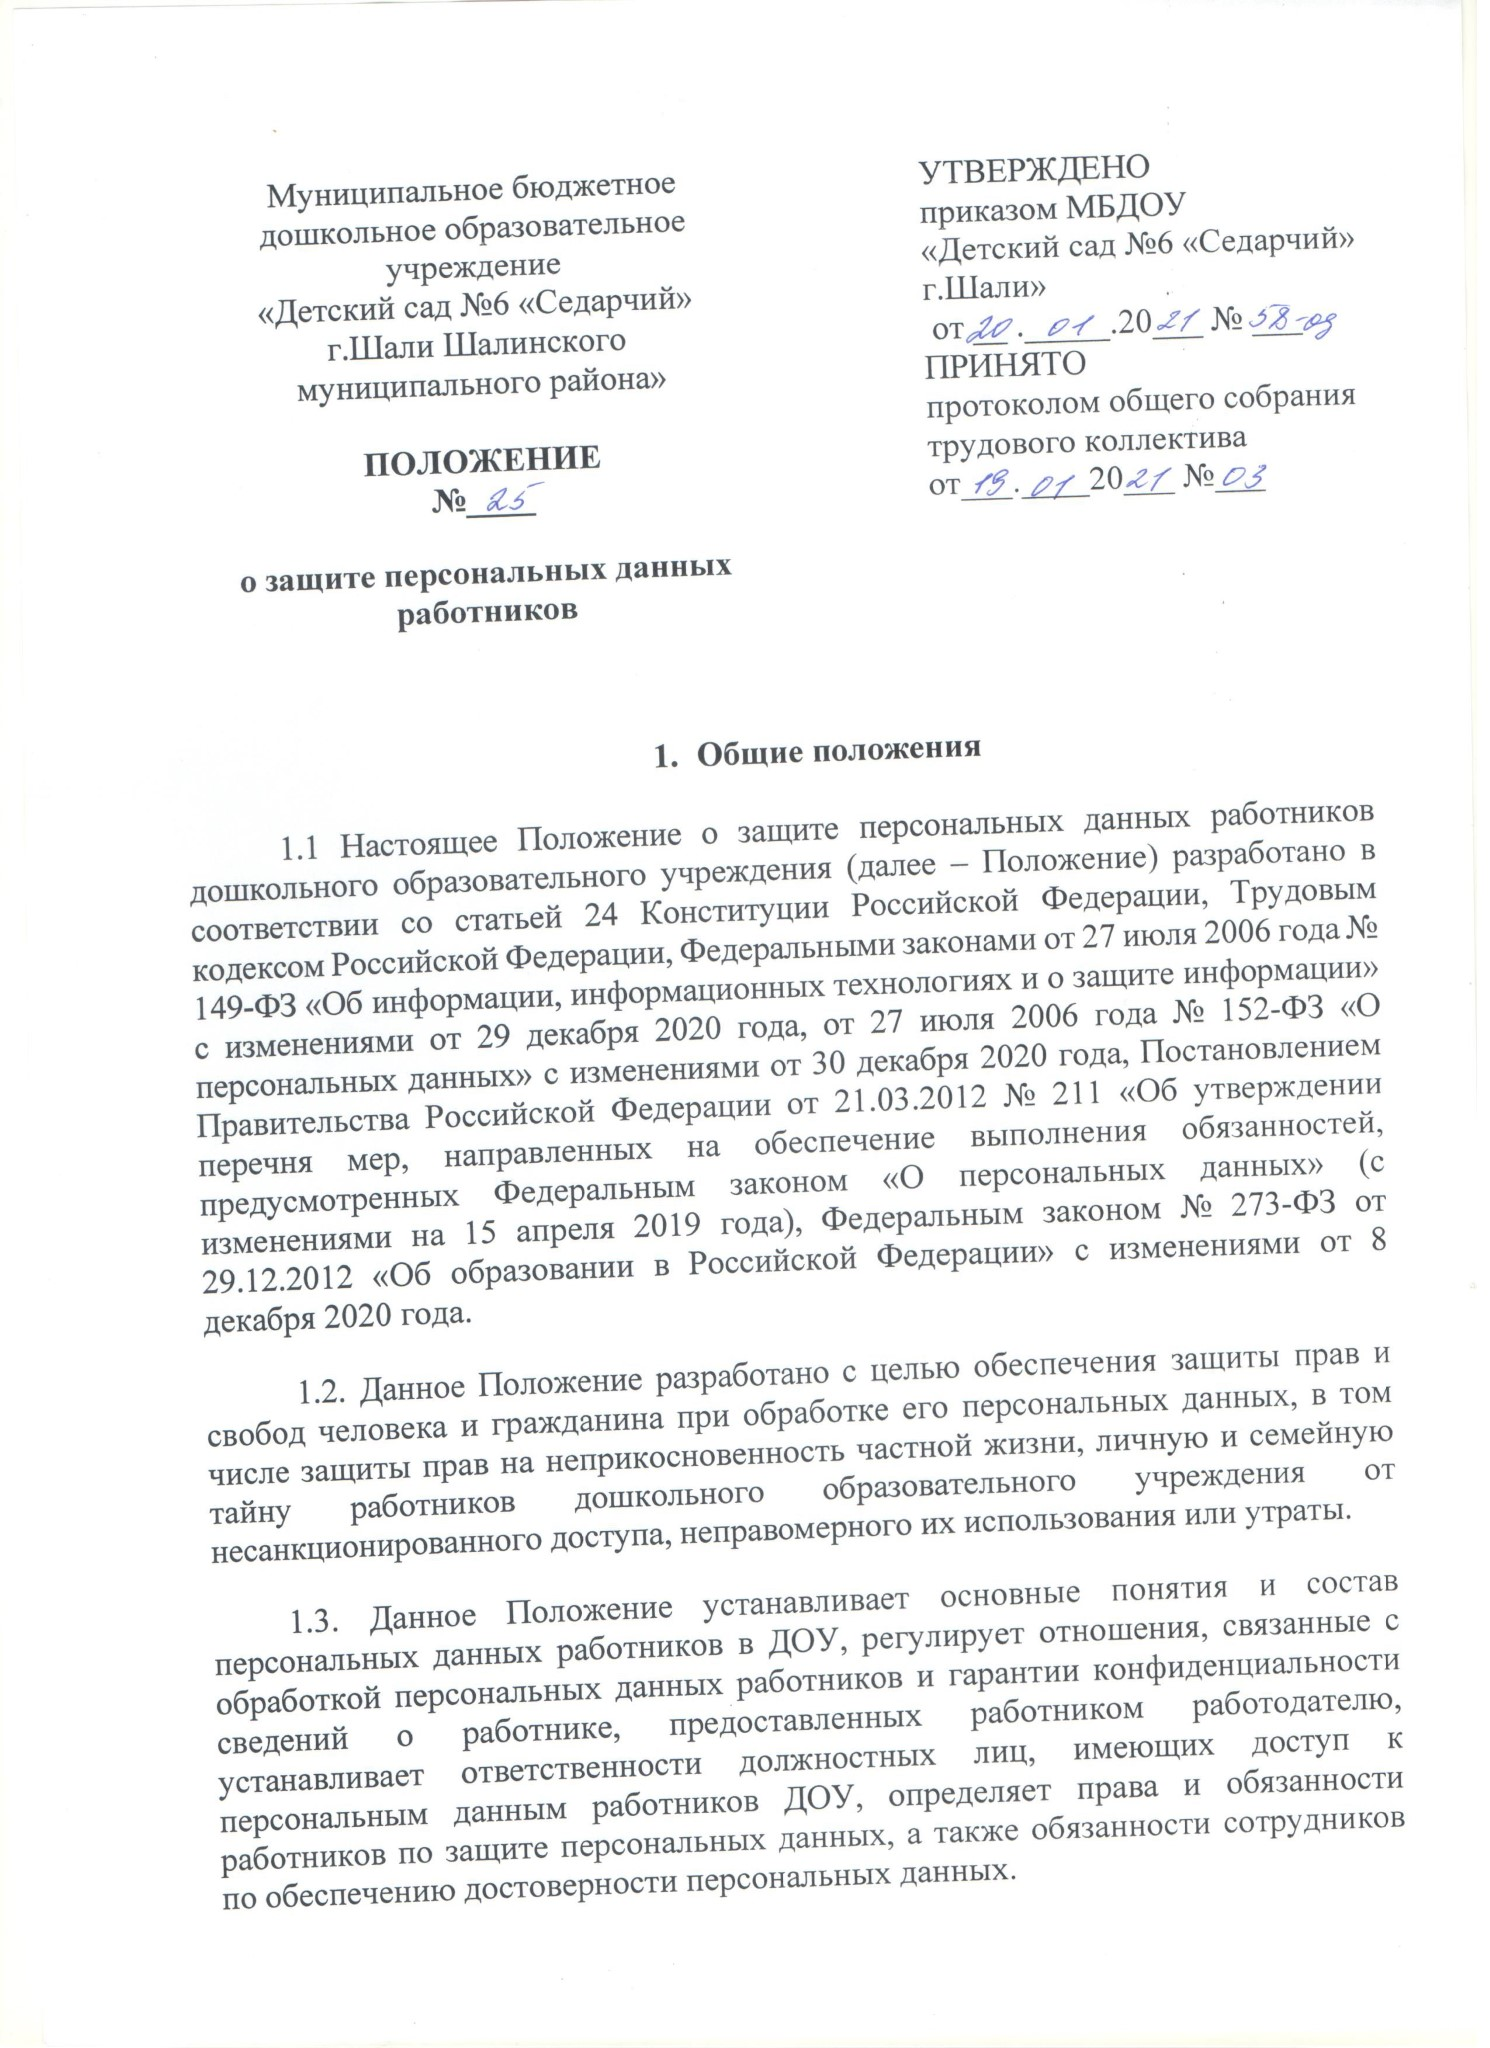 Муниципальное бюджетное
дошкольное образовательное
учреждение
«Детский сад №6 «Седарчий»
г.Шали Шалинского
муниципального района»
ПОЛОЖЕНИЕ
№ 25
о защите персональных данных
работников
УТВЕРЖДЕНО
приказом МБДОУ
«Детский сад №6 «Седарчий»
г.Шали»
от 20 . 01 .20 21 № 58-од
ПРИНЯТО
протоколом общего собрания
трудового коллектива
от 19 . 01 20 21 № 03
1. Общие положения
1.1 Настоящее Положение о защите персональных данных работников
дошкольного образовательного учреждения (далее – Положение) разработано в
соответствии со статьей 24 Конституции Российской Федерации, Трудовым
кодексом Российской Федерации, Федеральными законами от 27 июля 2006 года №
149-ФЗ «Об информации, информационных технологиях и о защите информации»
с изменениями от 29 декабря 2020 года, от 27 июля 2006 года № 152-ФЗ «О
персональных данных» с изменениями от 30 декабря 2020 года, Постановлением
Правительства Российской Федерации от 21.03.2012 № 211 «Об утверждении
перечня мер, направленных на обеспечение выполнения обязанностей,
предусмотренных Федеральным законом «О персональных данных» (с
изменениями на 15 апреля 2019 года), Федеральным законом № 273-ФЗ от
29.12.2012 «Об образовании в Российской Федерации» с изменениями от 8
декабря 2020 года.
1.2. Данное Положение разработано с целью обеспечения защиты прав и
свобод человека и гражданина при обработке его персональных данных, в том
числе защиты прав на неприкосновенность частной жизни, личную и семейную
тайну работников дошкольного образовательного учреждения от
несанкционированного доступа, неправомерного их использования или утраты.
1.3. Данное Положение устанавливает основные понятия и состав
персональных данных работников в ДОУ, регулирует отношения, связанные с
обработкой персональных данных работников и гарантии конфиденциальности
сведений о работнике, предоставленных работником работодателю,
устанавливает ответственности должностных лиц, имеющих доступ к
персональным данным работников ДОУ, определяет права и обязанности
работников по защите персональных данных, а также обязанности сотрудников
по обеспечению достоверности персональных данных.